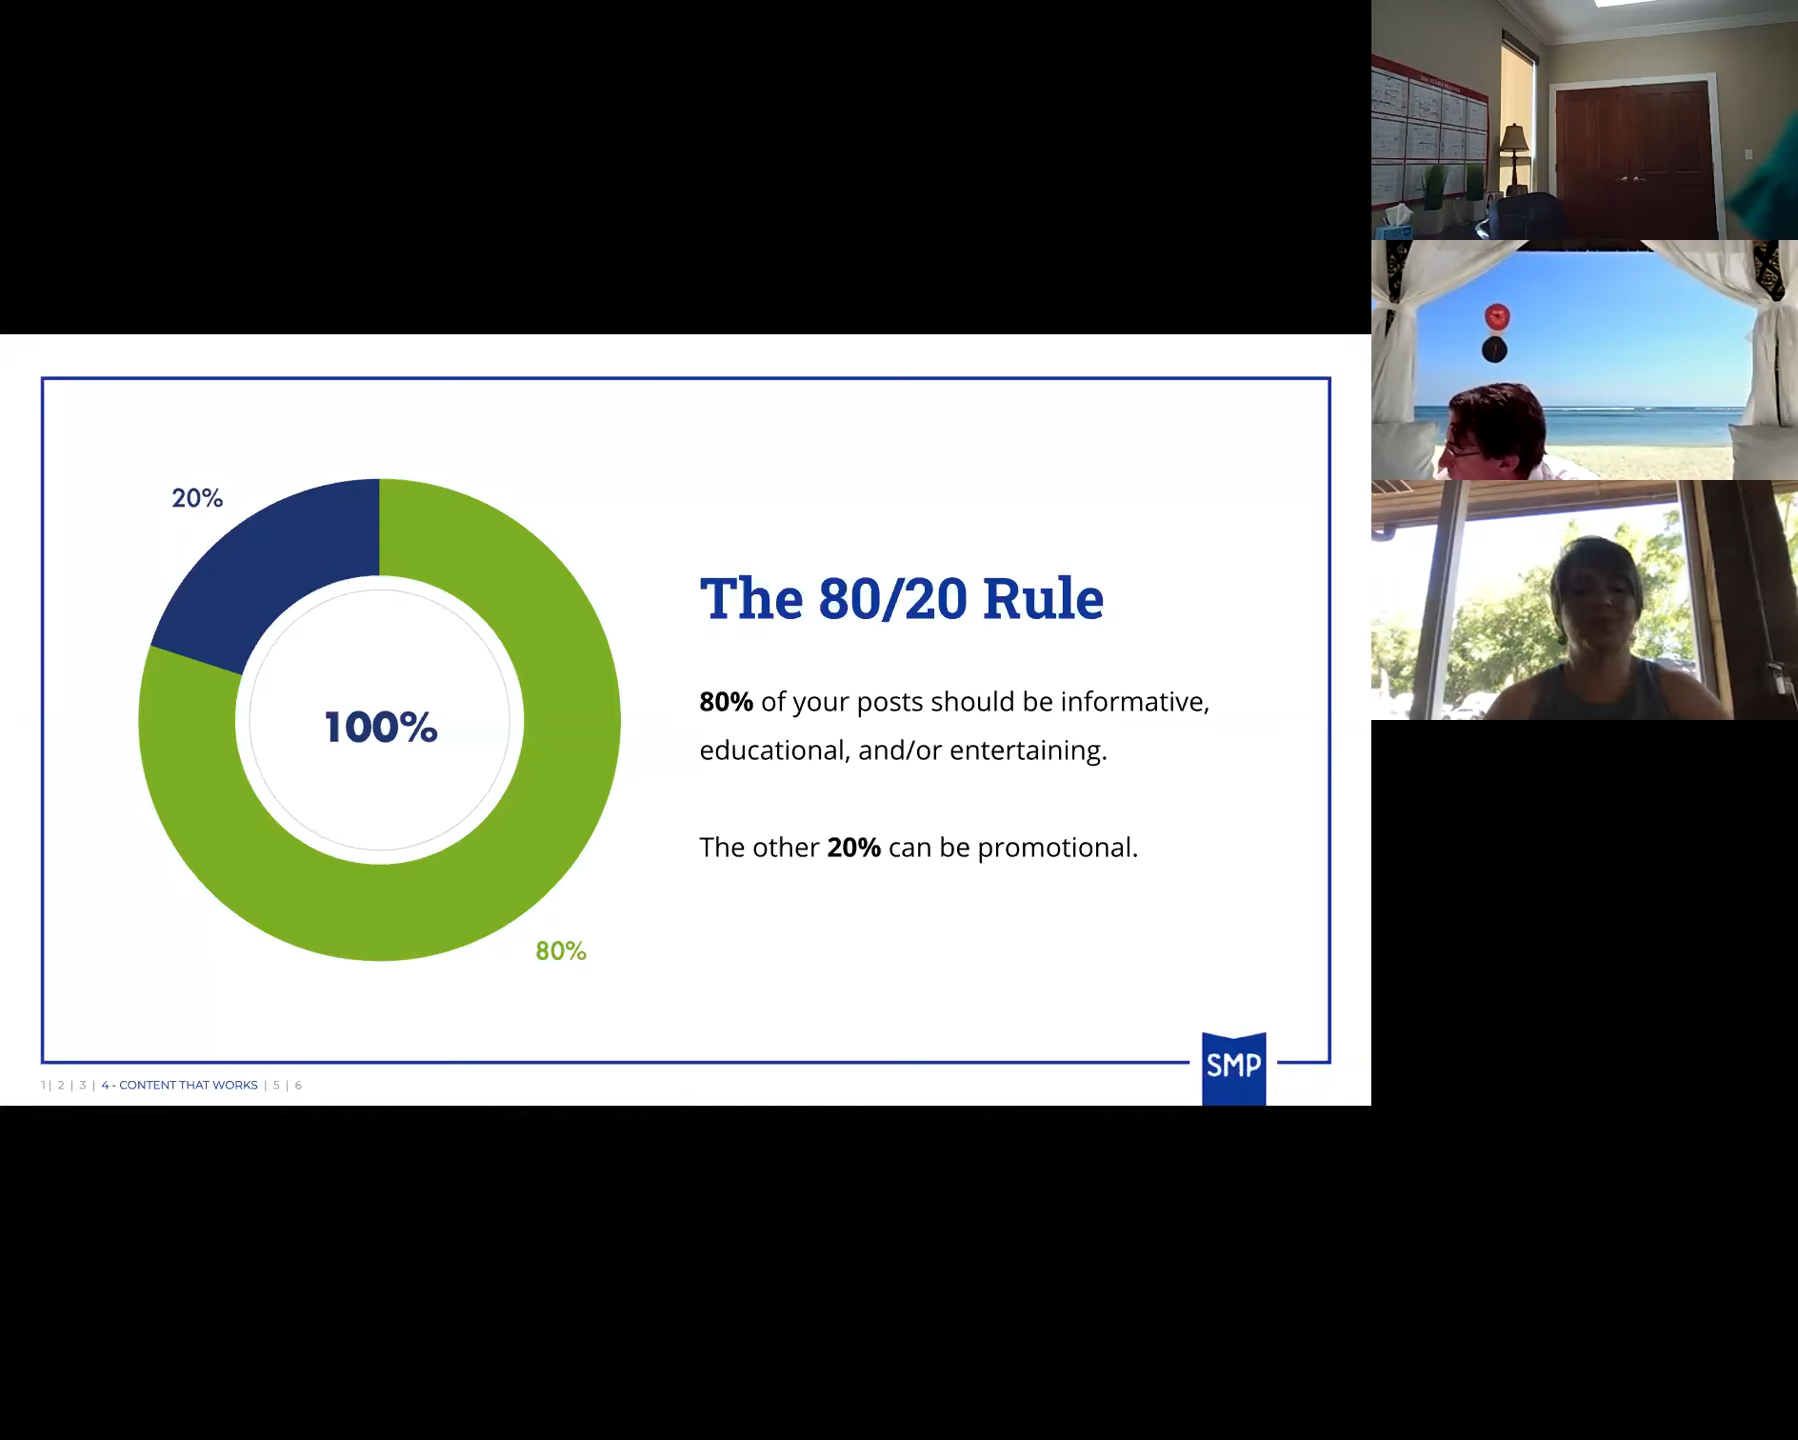 20%
100%
80%
The 80/20 Rule
80% of your posts should be informative,
educational, and/or entertaining.
The other 20% can be promotional.
SMP
1 | 2 | 3 | 4 - CONTENT THAT WORKS | 5 | 6